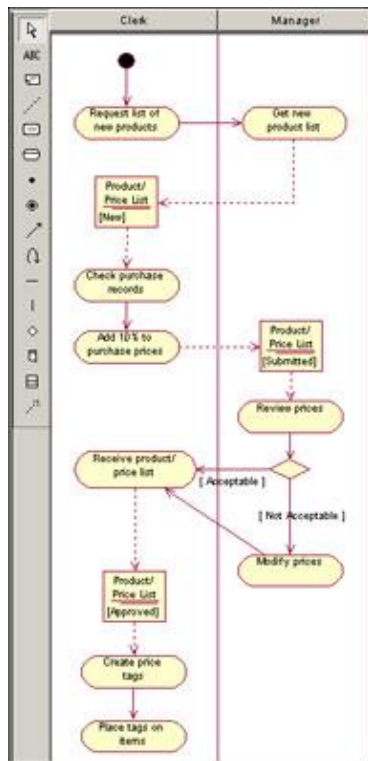 Clerk
Manager
ABC
Request list of
new products
Get new
product list
Product/
Price List
[New]
Check purchase
records
Add 10% to
purchase prices
Product/
Price List
[Submitted]
Review prices
Receive product/
price list
[ Acceptable ]
[ Not Acceptable ]
Modify prices
Product/
Price List
[Approved]
Create price
tags
Place tags on
items